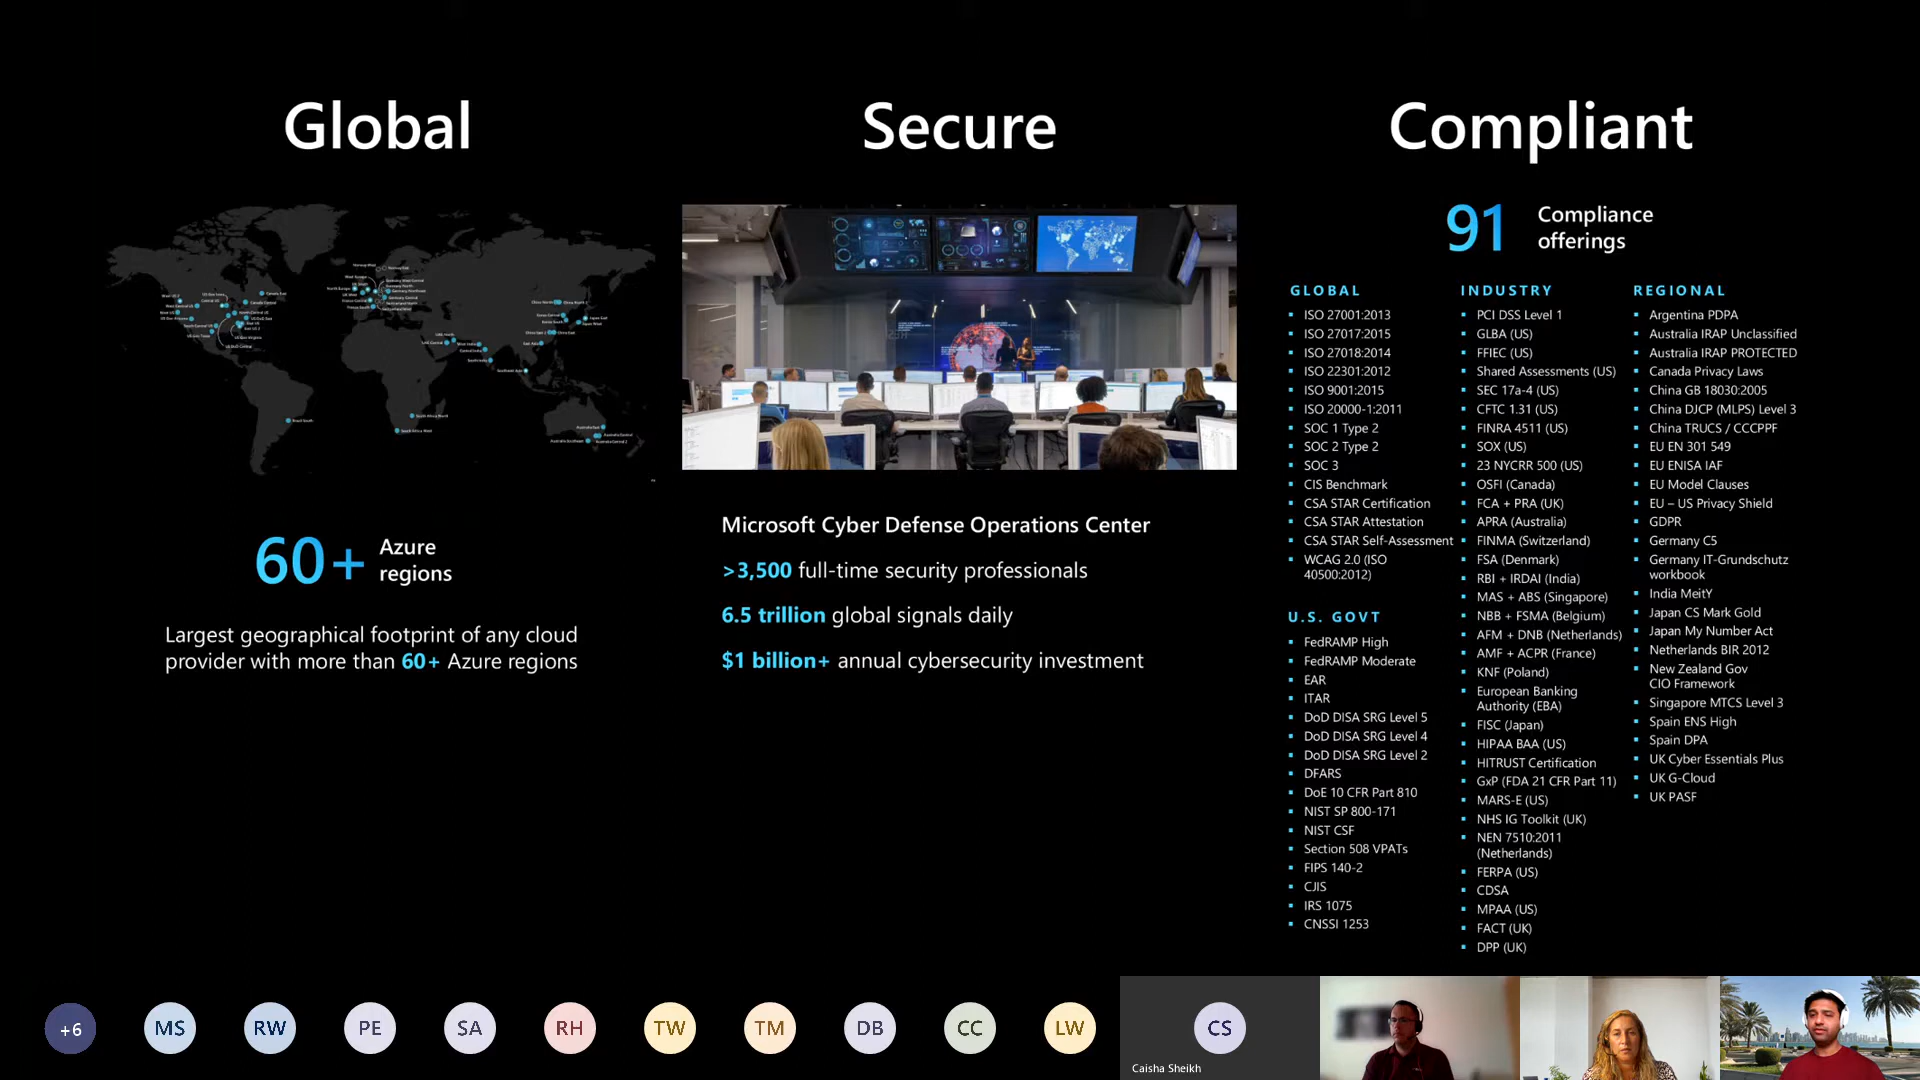 Global
Secure
Compliant
60+ Azure
regions
Largest geographical footprint of any cloud
provider with more than 60+ Azure regions
Microsoft Cyber Defense Operations Center
>3,500 full-time security professionals
6.5 trillion global signals daily
$1 billion+ annual cybersecurity investment
91 Compliance
offerings
GLOBAL
ISO 27001:2013
ISO 27017:2015
ISO 27018:2014
ISO 22301:2012
ISO 9001:2015
ISO 20000-1:2011
SOC 1 Type 2
SOC 2 Type 2
SOC 3
CIS Benchmark
CSA STAR Certification
CSA STAR Attestation
CSA STAR Self-Assessment
WCAG 2.0 (ISO
40500:2012)
U.S. GOVT
FedRAMP High
FedRAMP Moderate
EAR
ITAR
DoD DISA SRG Level 5
DoD DISA SRG Level 4
DoD DISA SRG Level 2
DFARS
DoE 10 CFR Part 810
NIST SP 800-171
NIST CSF
Section 508 VPATs
FIPS 140-2
CJIS
IRS 1075
CNSSI 1253
INDUSTRY
PCI DSS Level 1
GLBA (US)
FFIEC (US)
Shared Assessments (US)
SEC 17a-4 (US)
CFTC 1.31 (US)
FINRA 4511 (US)
SOX (US)
23 NYCRR 500 (US)
OSFI (Canada)
FCA + PRA (UK)
APRA (Australia)
FINMA (Switzerland)
FSA (Denmark)
RBI + IRDAI (India)
MAS + ABS (Singapore)
NBB + FSMA (Belgium)
AFM + DNB (Netherlands)
AMF + ACPR (France)
KNF (Poland)
European Banking
Authority (EBA)
FISC (Japan)
HIPAA BAA (US)
HITRUST Certification
GxP (FDA 21 CFR Part 11)
MARS-E (US)
NHS IG Toolkit (UK)
NEN 7510:2011
(Netherlands)
FERPA (US)
CDSA
MPAA (US)
FACT (UK)
DPP (UK)
REGIONAL
Argentina PDPA
Australia IRAP Unclassified
Australia IRAP PROTECTED
Canada Privacy Laws
China GB 18030:2005
China DJCP (MLPS) Level 3
China TRUCS / CCCPPF
EU EN 301 549
EU ENISA IAF
EU Model Clauses
EU – US Privacy Shield
GDPR
Germany C5
Germany IT-Grundschutz
workbook
India MeitY
Japan CS Mark Gold
Japan My Number Act
Netherlands BIR 2012
New Zealand Gov
CIO Framework
Singapore MTCS Level 3
Spain ENS High
Spain DPA
UK Cyber Essentials Plus
UK G-Cloud
UK PASF
+6
MS
RW
PE
SA
RH
TW
TM
DB
CC
LW
CS
Caisha Sheikh